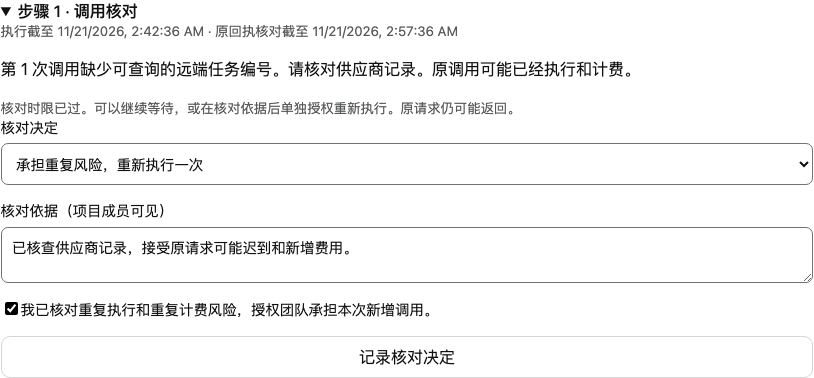 ▼ 步骤 1 · 调用核对
执行截至 11/21/2026, 2:42:36 AM · 原回执核对截至 11/21/2026, 2:57:36 AM
第 1 次调用缺少可查询的远端任务编号。请核对供应商记录。原调用可能已经执行和计费。
核对时限已过。可以继续等待，或在核对依据后单独授权重新执行。原请求仍可能返回。
核对决定
承担重复风险，重新执行一次
核对依据（项目成员可见）
已核查供应商记录，接受原请求可能迟到和新增费用。
我已核对重复执行和重复计费风险，授权团队承担本次新增调用。
记录核对决定